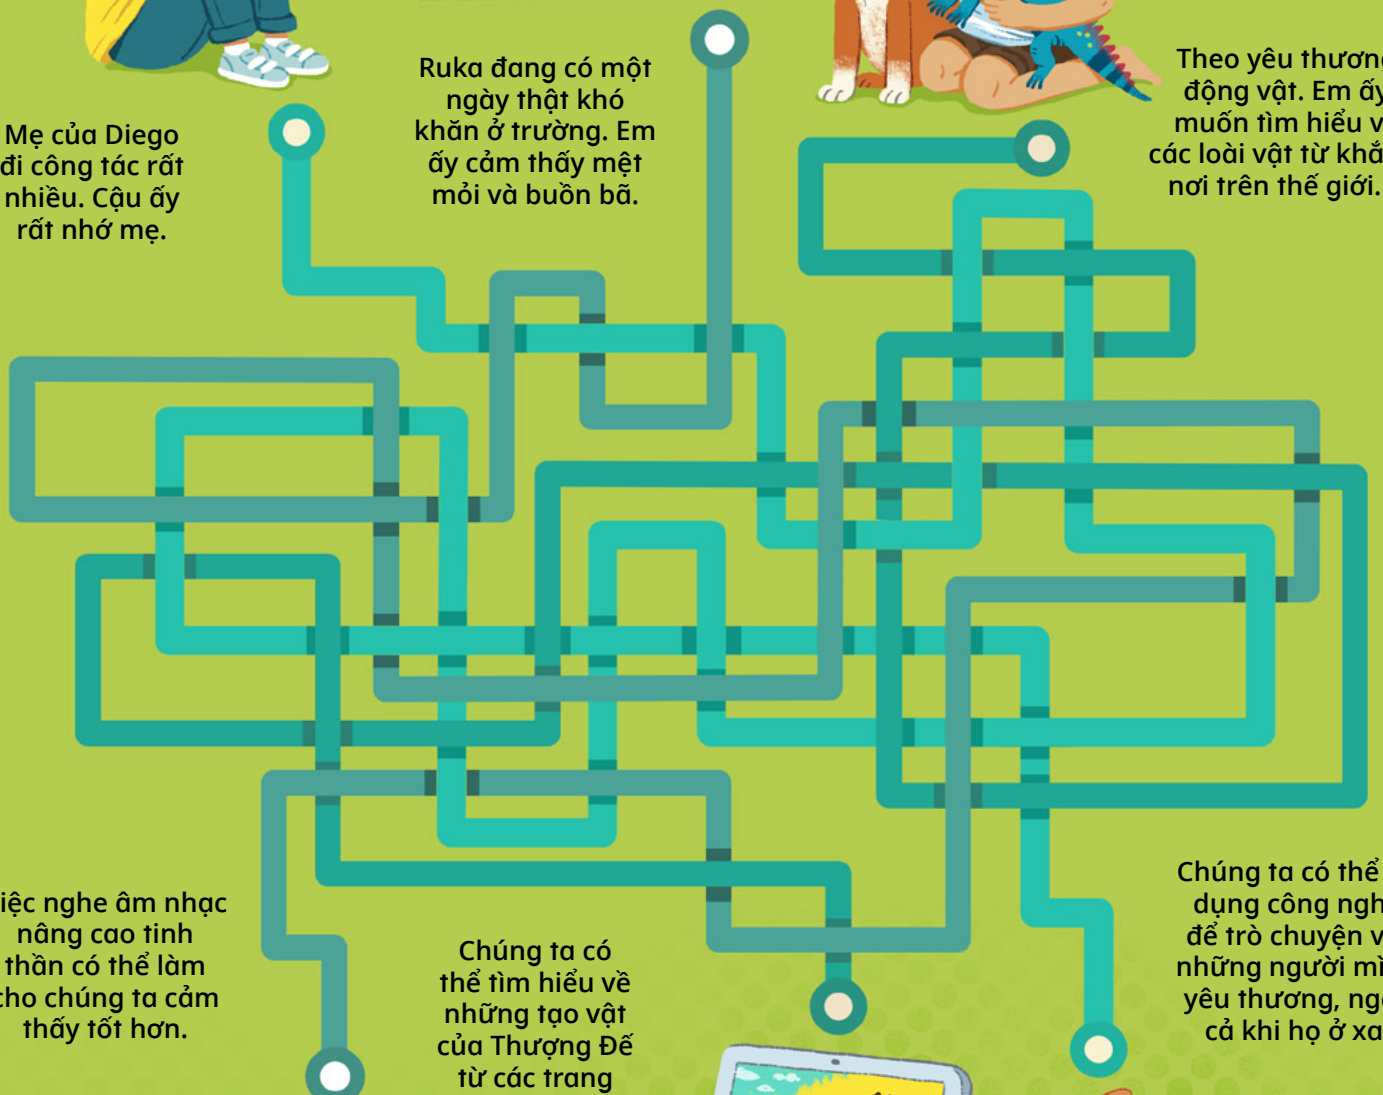 Mẹ của Diego
đi công tác rất
nhiều. Cậu ấy
rất nhớ mẹ.
Ruka đang có một
ngày thật khó
khăn ở trường. Em
ấy cảm thấy mệt
mỏi và buồn bã.
Theo yêu thương
động vật. Em ấy
muốn tìm hiểu v
các loài vật từ khắ
nơi trên thế giới.
iệc nghe âm nhạc
nâng cao tinh
thần có thể làm
cho chúng ta cảm
thấy tốt hơn.
Chúng ta có
thể tìm hiểu về
những tạo vật
của Thượng Đế
từ các trang
Chúng ta có thể
dụng công ngh
để trò chuyện v
những người mì
yêu thương, ng
cả khi họ ở xa